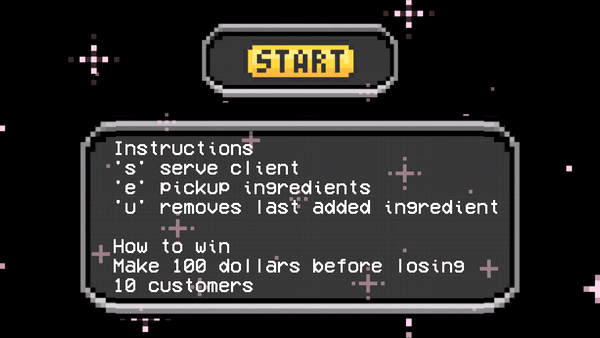 START
Instructions
's' serve client
'e' pickup ingredients
'u' removes last added ingredient
How to win
Make 100 dollars before losing
10 customers